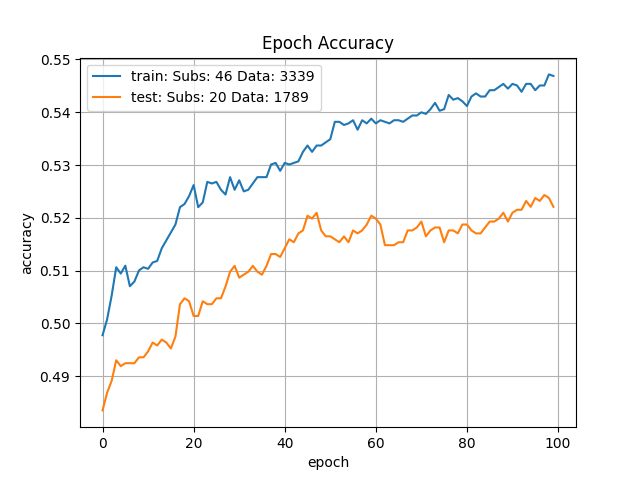 Epoch Accuracy
train: Subs: 46 Data: 3339
test: Subs: 20 Data: 1789
accuracy
0.55
0.54
0.53
0.52
0.51
0.50
0.49
0 20 40 60 80 100
epoch